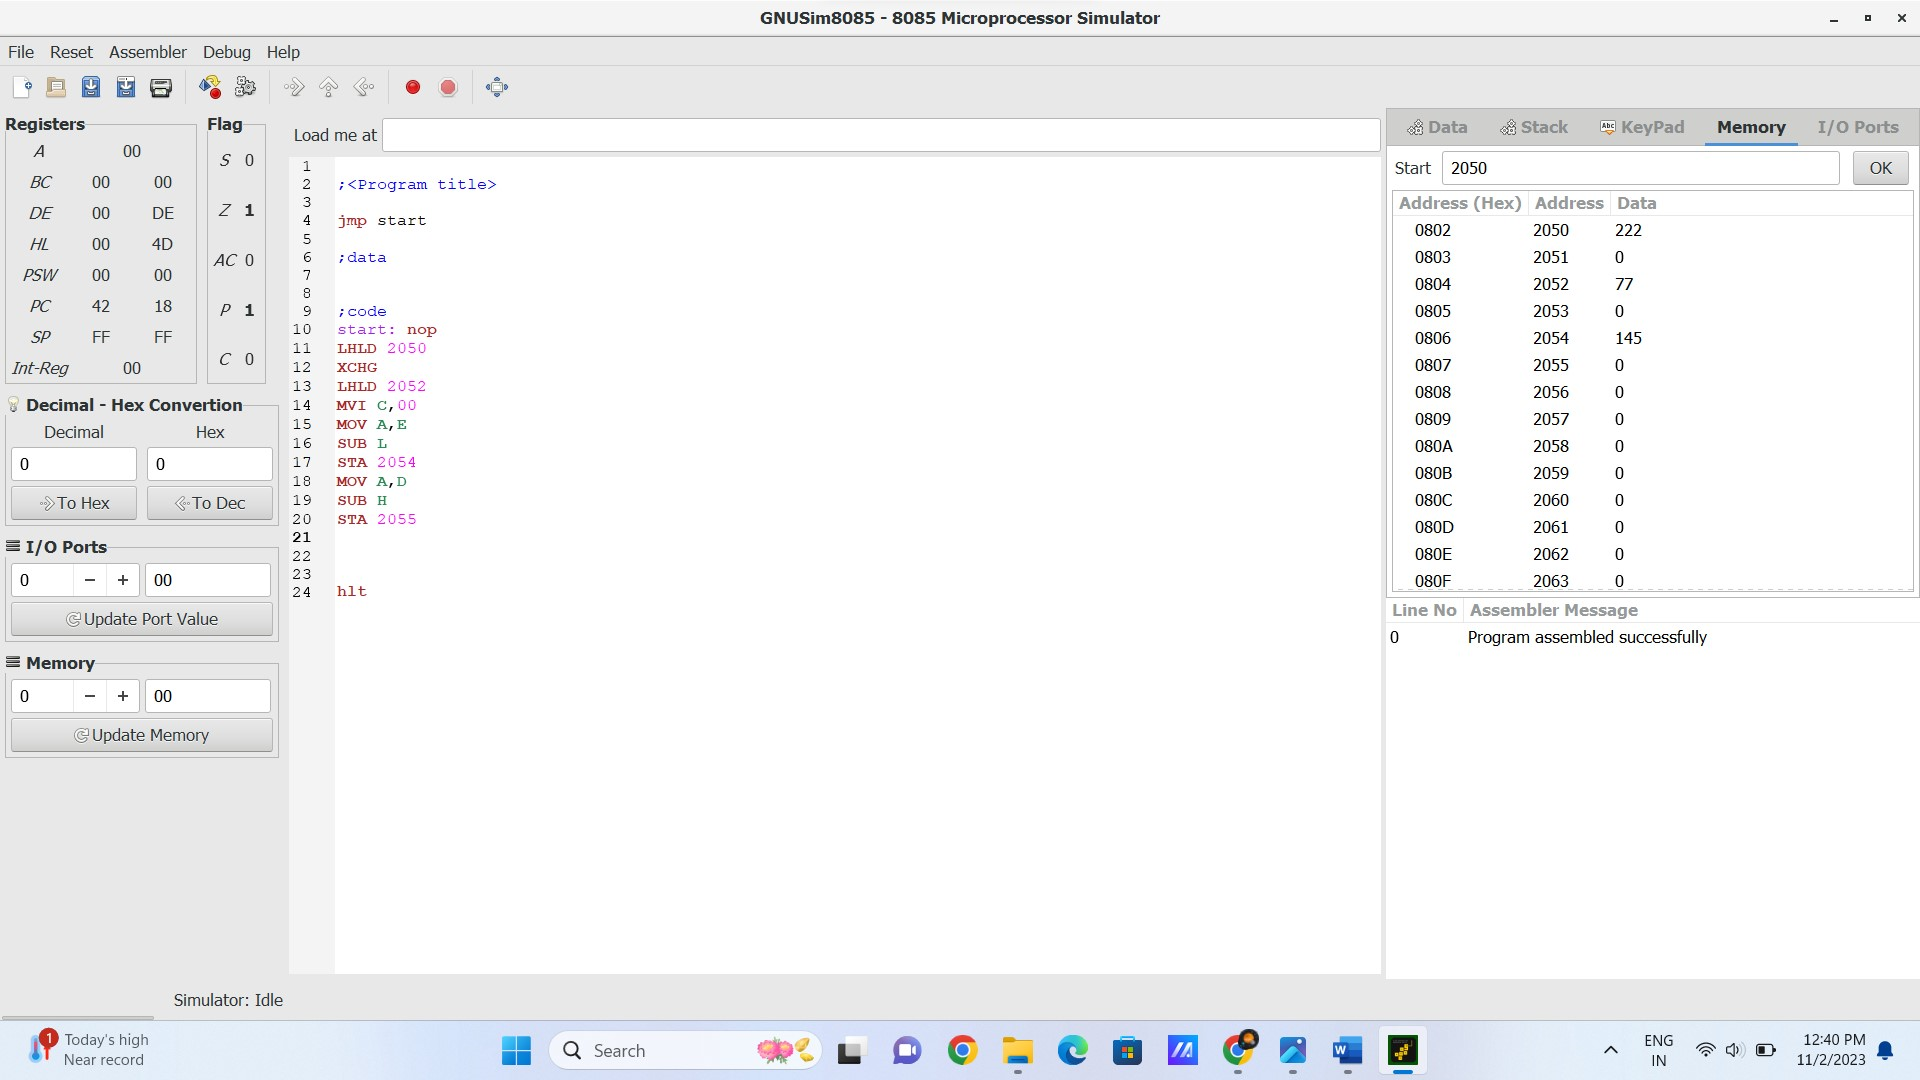 GNUSim8085 - 8085 Microprocessor Simulator
File Reset Assembler Debug Help
Registers
A 00
BC 00 00
DE 00 DE
HL 00 4D
PSW 00 00
PC 42 18
SP FF FF
Int-Reg 00
Flag
S 0
Z 1
AC 0
P 1
C 0
Decimal - Hex Convertion
Decimal Hex
0 0
To Hex To Dec
I/O Ports
0 − + 00
Update Port Value
Memory
0 − + 00
Update Memory
Load me at
1
2 ;<Program title>
3
4 jmp start
5
6 ;data
7
8
9 ;code
10 start: nop
11 LHLD 2050
12 XCHG
13 LHLD 2052
14 MVI C,00
15 MOV A,E
16 SUB L
17 STA 2054
18 MOV A,D
19 SUB H
20 STA 2055
21
22
23
24 hlt
Data Stack Abc KeyPad Memory I/O Ports
Start 2050 OK
Address (Hex) Address Data
0802 2050 222
0803 2051 0
0804 2052 77
0805 2053 0
0806 2054 145
0807 2055 0
0808 2056 0
0809 2057 0
080A 2058 0
080B 2059 0
080C 2060 0
080D 2061 0
080E 2062 0
080F 2063 0
Line No Assembler Message
0 Program assembled successfully
Simulator: Idle
1 Today's high
Near record
Search
ENG
IN
12:40 PM
11/2/2023